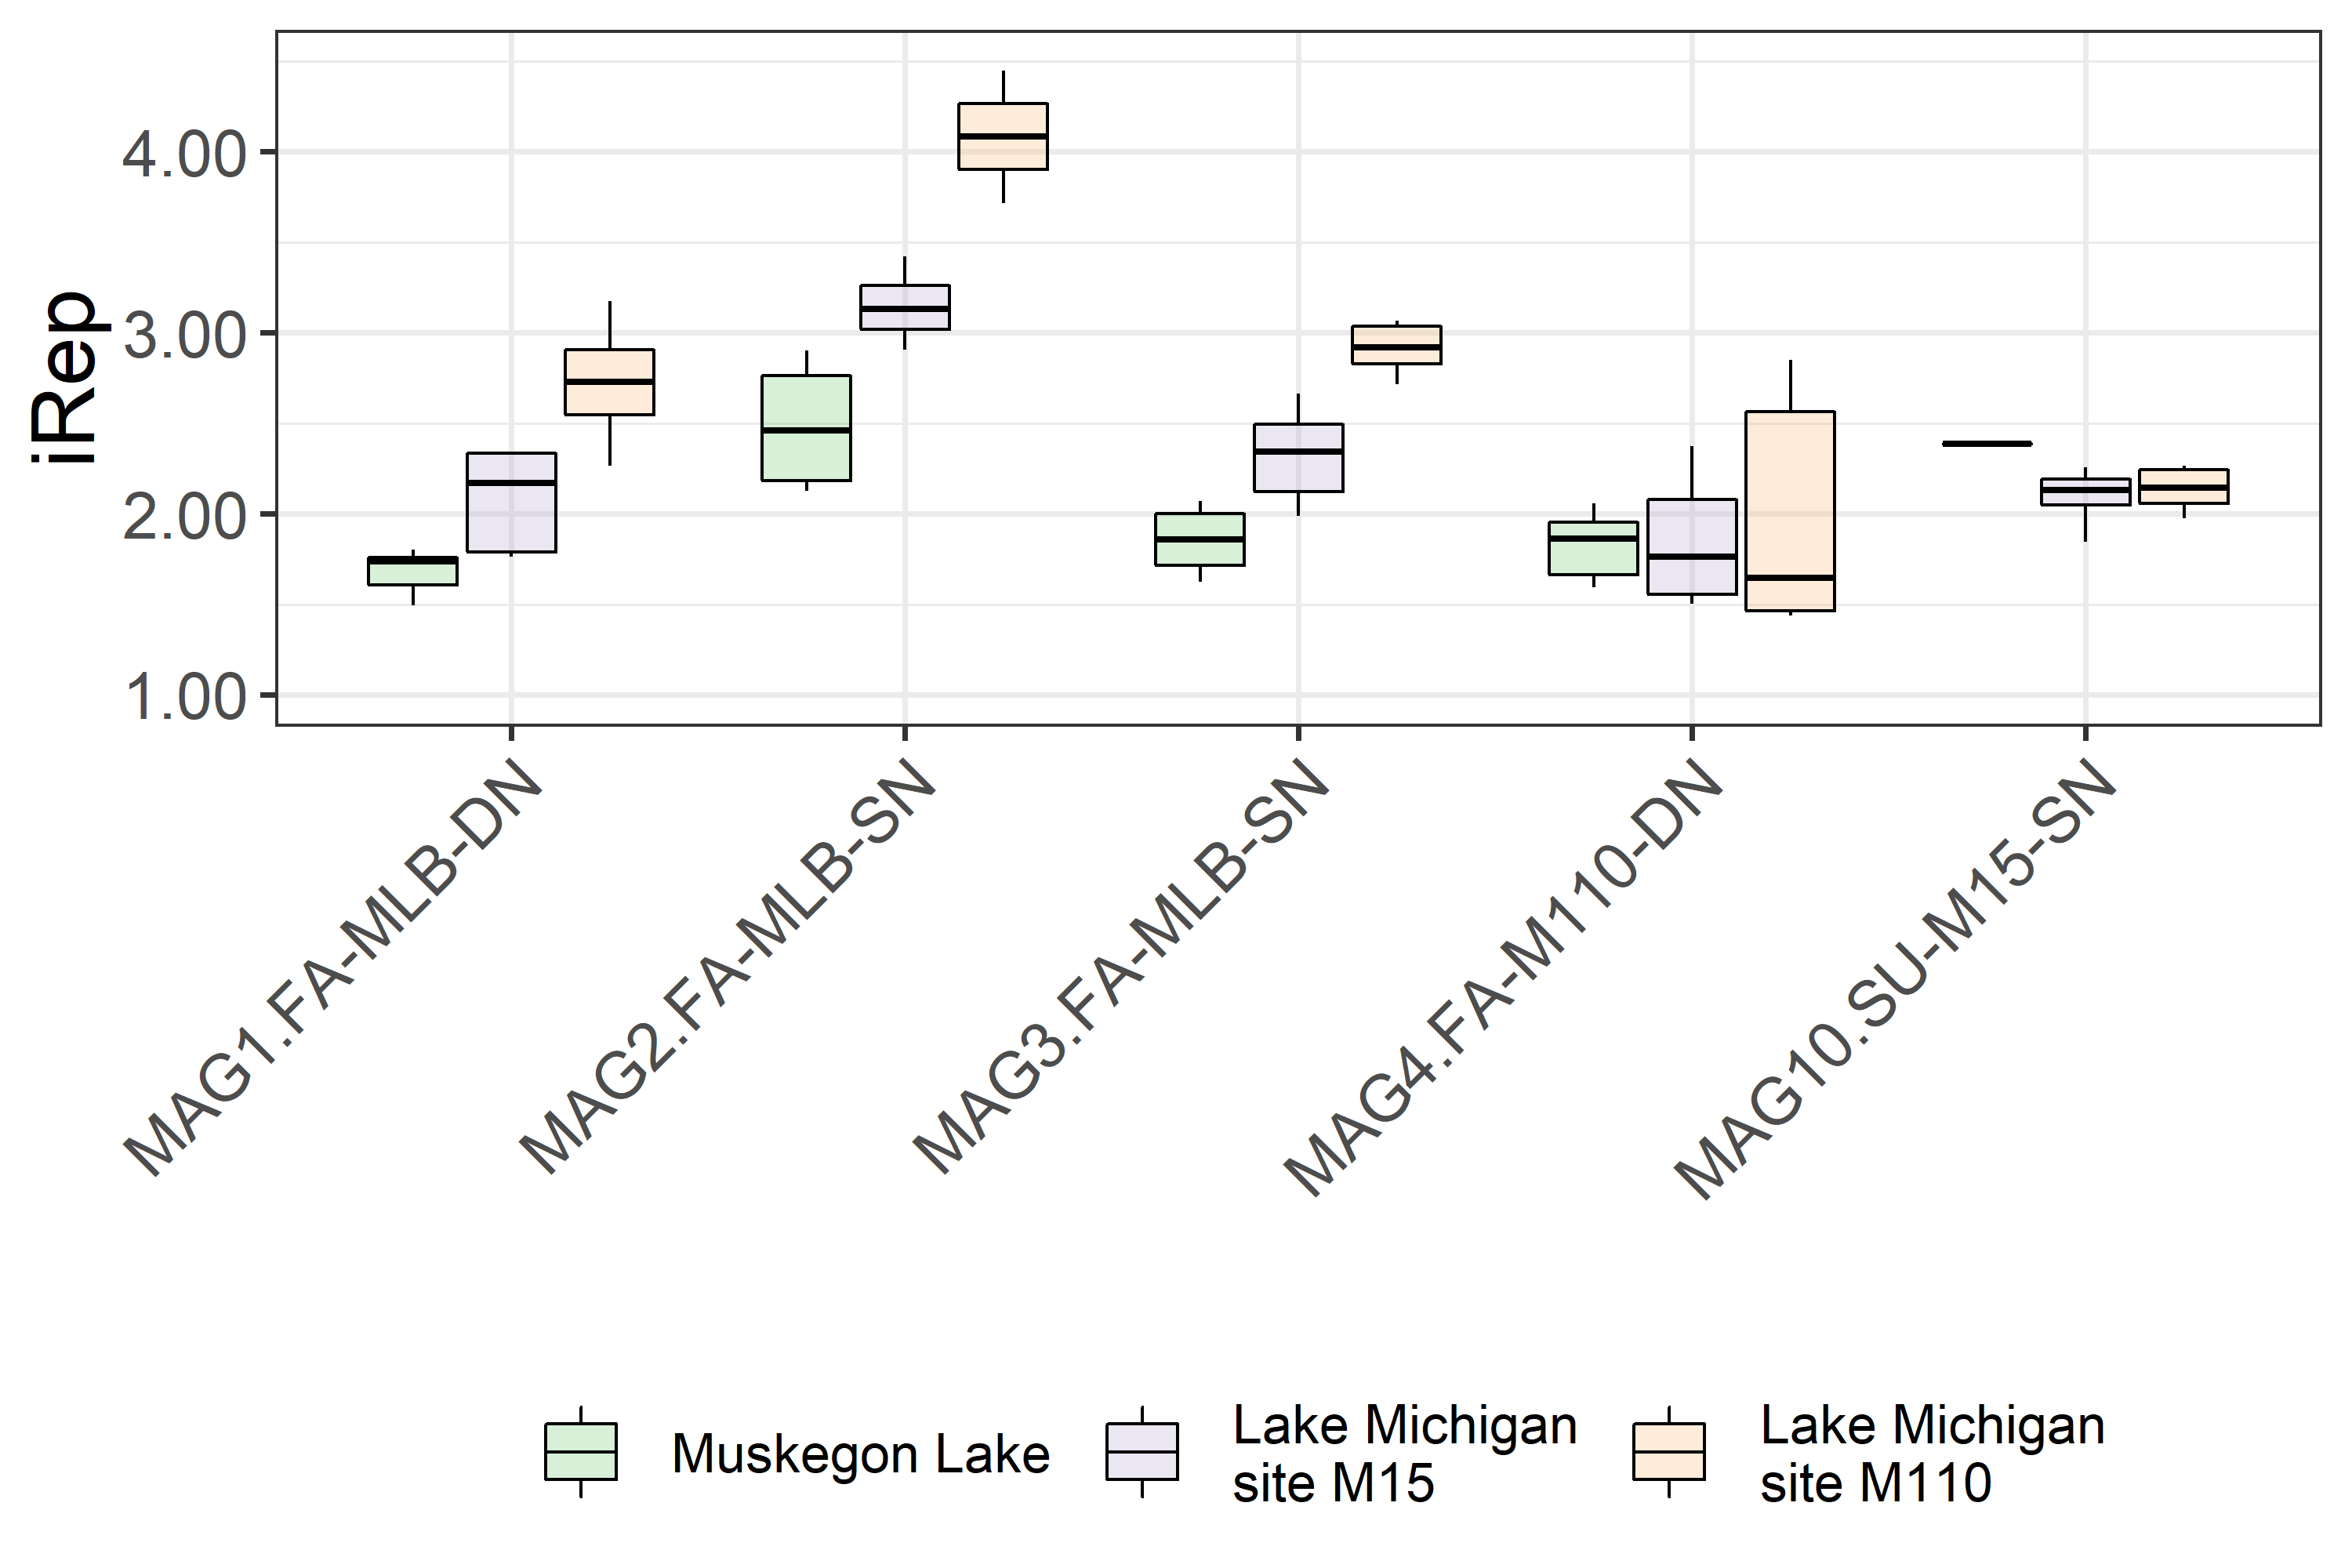 iRep
4.00
3.00
2.00
1.00
MAG1.FA-MLB-DN
MAG2.FA-MLB-SN
MAG3.FA-MLB-SN
MAG4.FA-M110-DN
MAG10.SU-M15-SN
Muskegon Lake
Lake Michigan
site M15
Lake Michigan
site M110